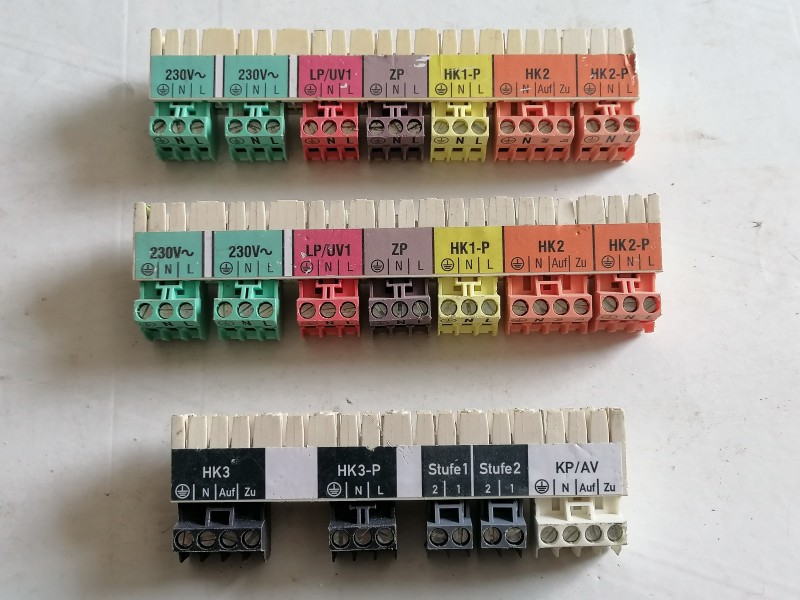 230V~ 230V~ LP/UV1 ZP HK1-P HK2 HK2-P
N L N L N L N L N L N Auf Zu N L
N L N L N L N L N L N N L
230V~ 230V~ LP/UV1 ZP HK1-P HK2 HK2-P
N L N L N L N L N L N Auf Zu N L
N L N L N L N L N L N N L
HK3 HK3-P Stufe1 Stufe2 KP/AV
N Auf Zu N L 2 1 2 1 N Auf Zu